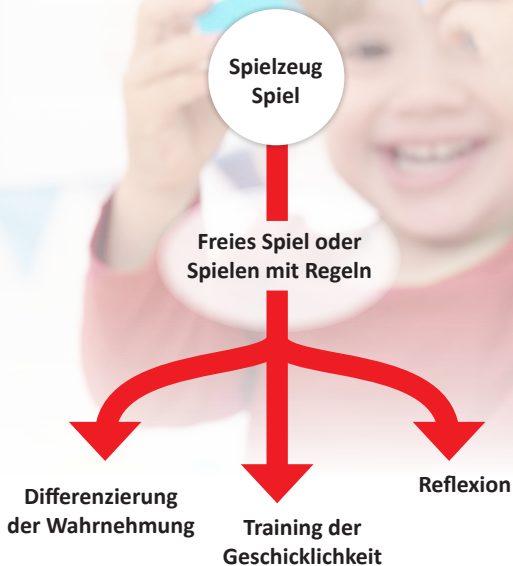 Spielzeug
Spiel
Freies Spiel oder
Spielen mit Regeln
Differenzierung
der Wahrnehmung
Training der
Geschicklichkeit
Reflexion